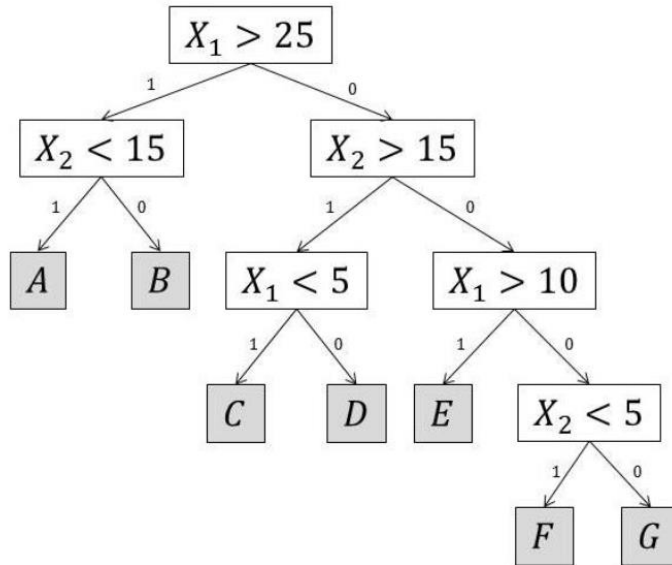 X₁ > 25
1 0
X₂ < 15 X₂ > 15
1 0 1 0
A B X₁ < 5 X₁ > 10
1 0 1 0
C D E X₂ < 5
1 0
F G